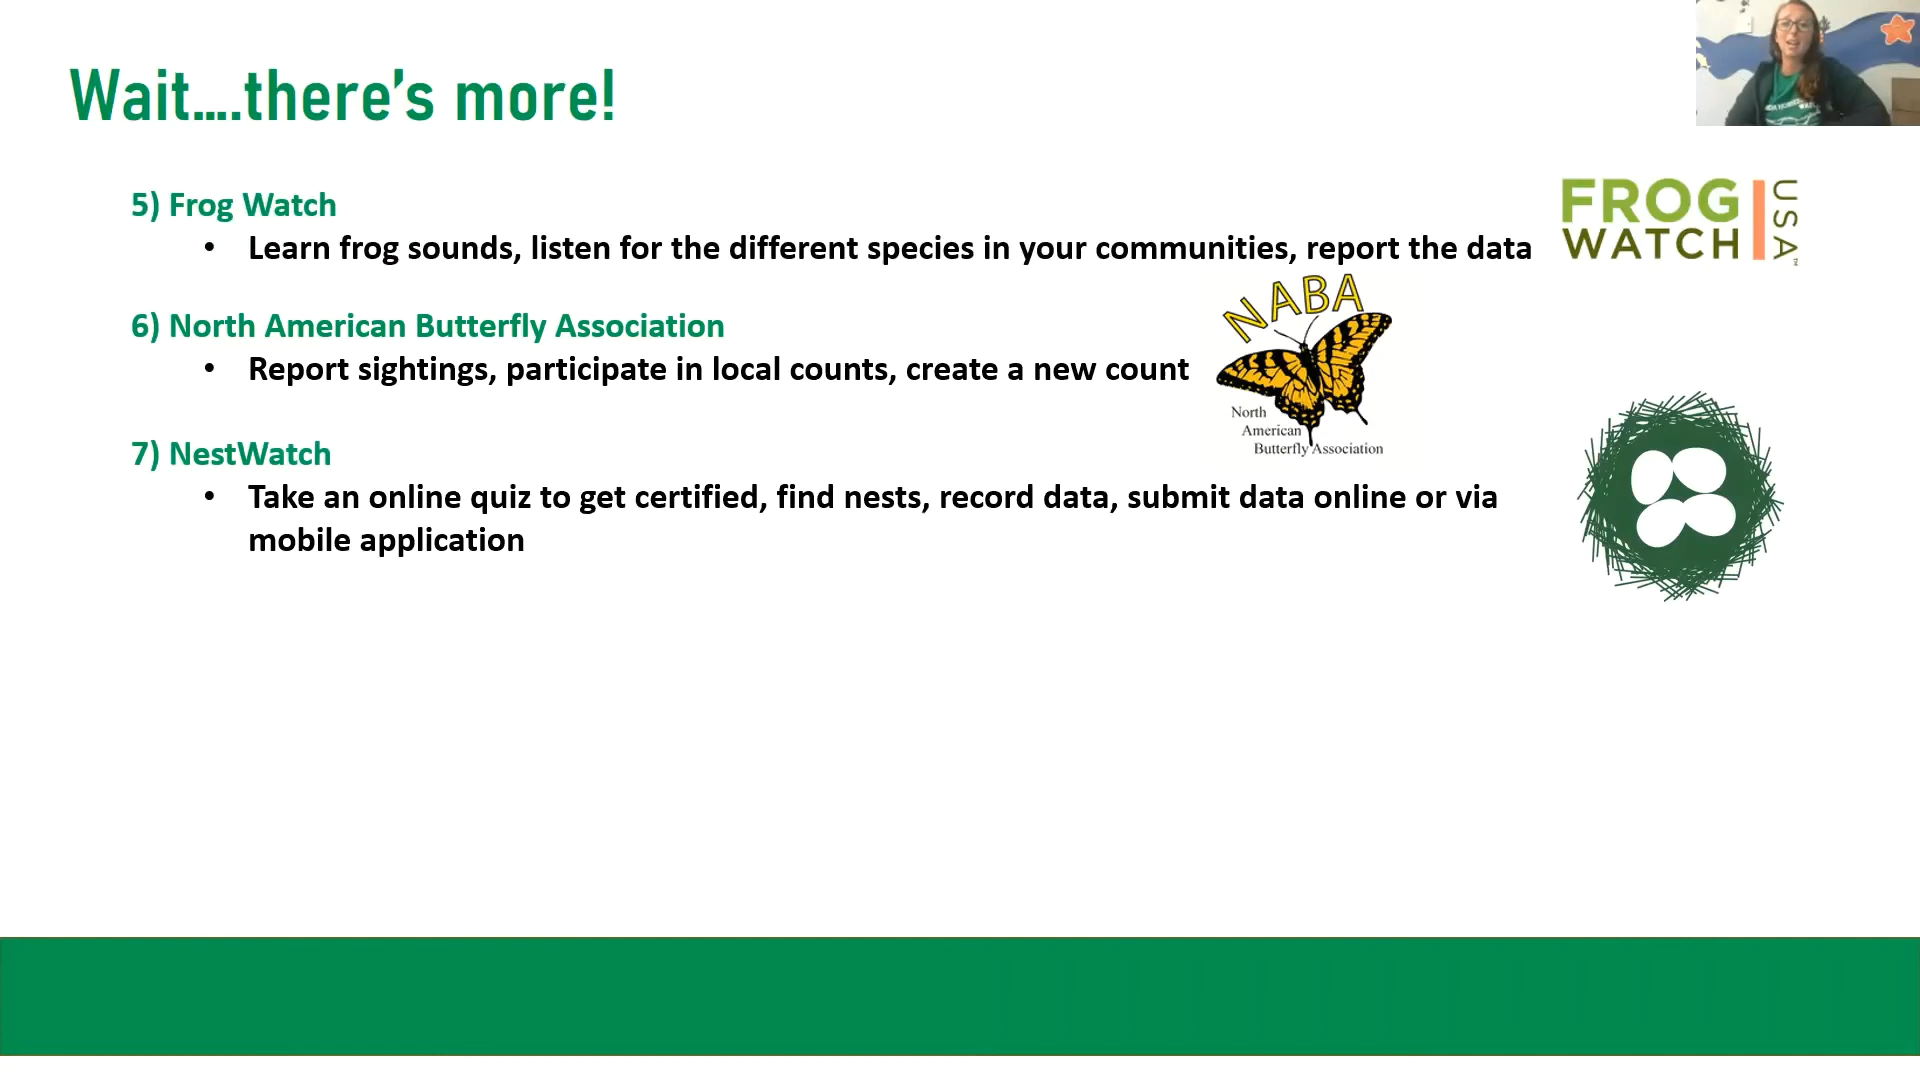 Wait....there's more!
5) Frog Watch
• Learn frog sounds, listen for the different species in your communities, report the data
FROG
WATCH
USA™
6) North American Butterfly Association
• Report sightings, participate in local counts, create a new count
NABA
North
American
Butterfly Association
7) NestWatch
• Take an online quiz to get certified, find nests, record data, submit data online or via
mobile application